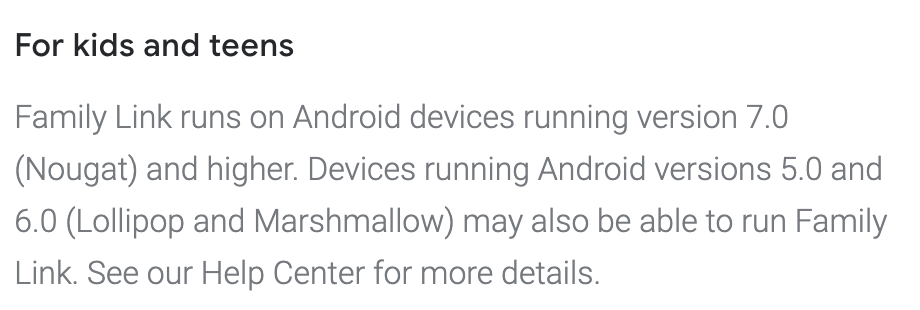 For kids and teens
Family Link runs on Android devices running version 7.0
(Nougat) and higher. Devices running Android versions 5.0 and
6.0 (Lollipop and Marshmallow) may also be able to run Family
Link. See our Help Center for more details.